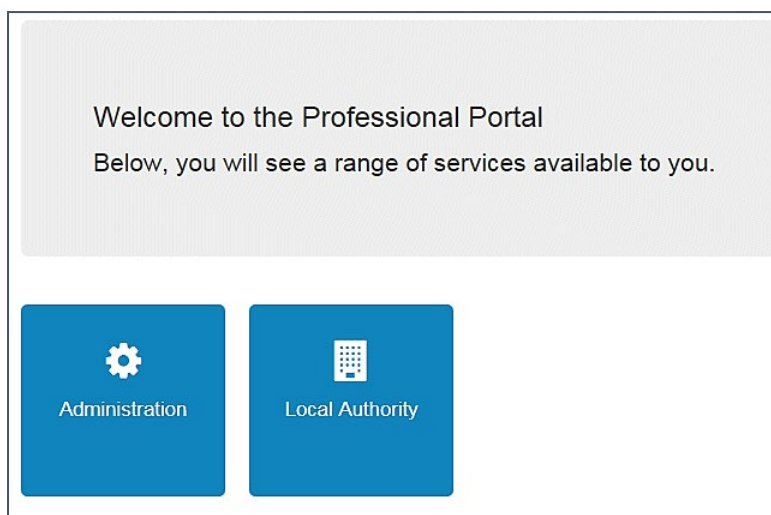 Welcome to the Professional Portal
Below, you will see a range of services available to you.
Administration
Local Authority